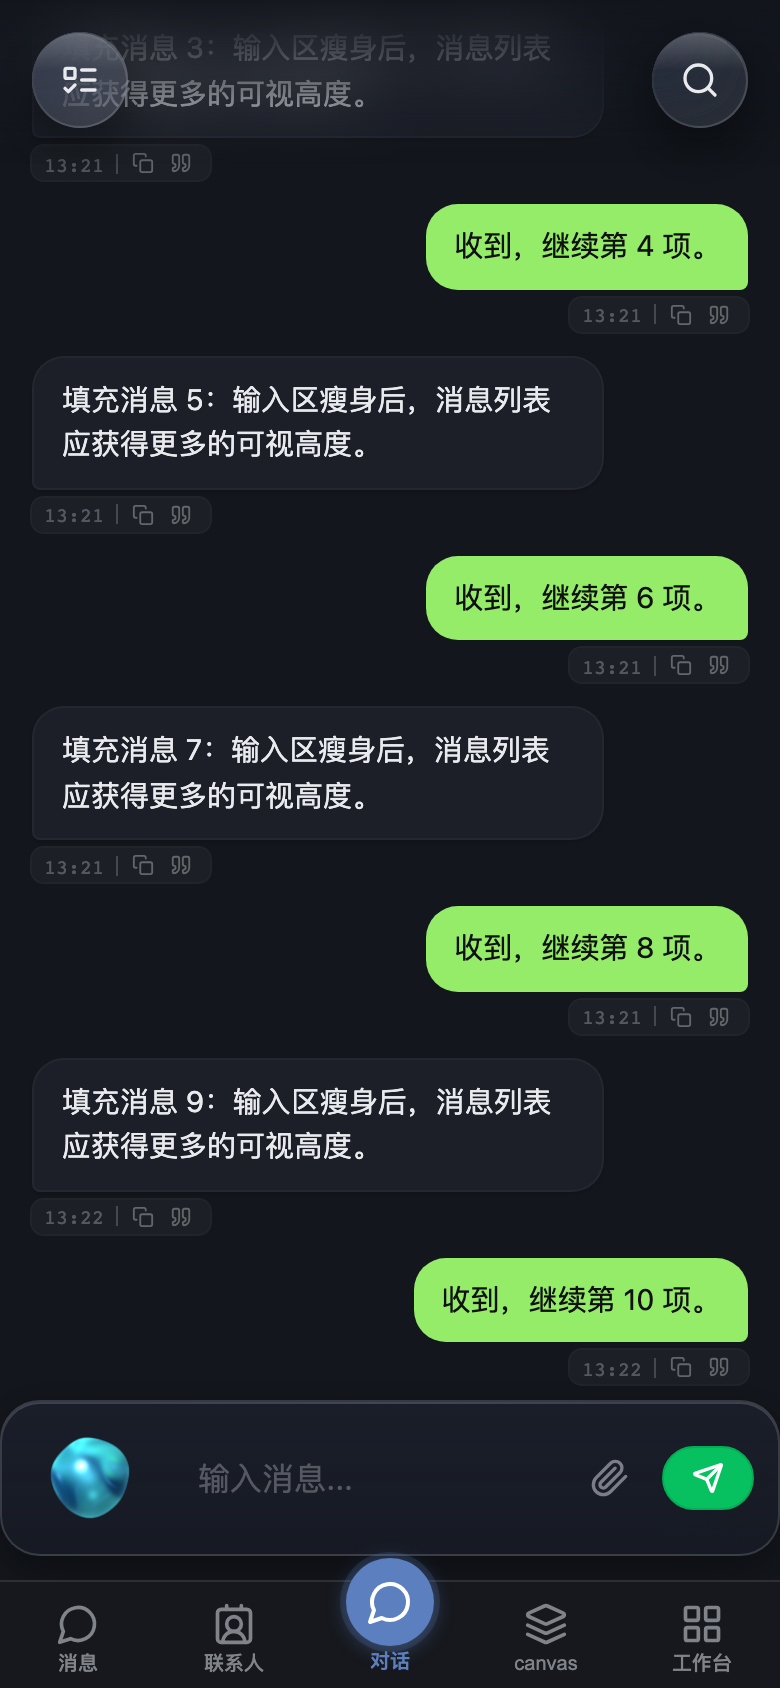 填充消息 3：输入区瘦身后，消息列表
应获得更多的可视高度。
13:21
收到，继续第 4 项。
13:21
填充消息 5：输入区瘦身后，消息列表
应获得更多的可视高度。
13:21
收到，继续第 6 项。
13:21
填充消息 7：输入区瘦身后，消息列表
应获得更多的可视高度。
13:21
收到，继续第 8 项。
13:21
填充消息 9：输入区瘦身后，消息列表
应获得更多的可视高度。
13:22
收到，继续第 10 项。
13:22
输入消息...
消息 联系人 对话 canvas 工作台